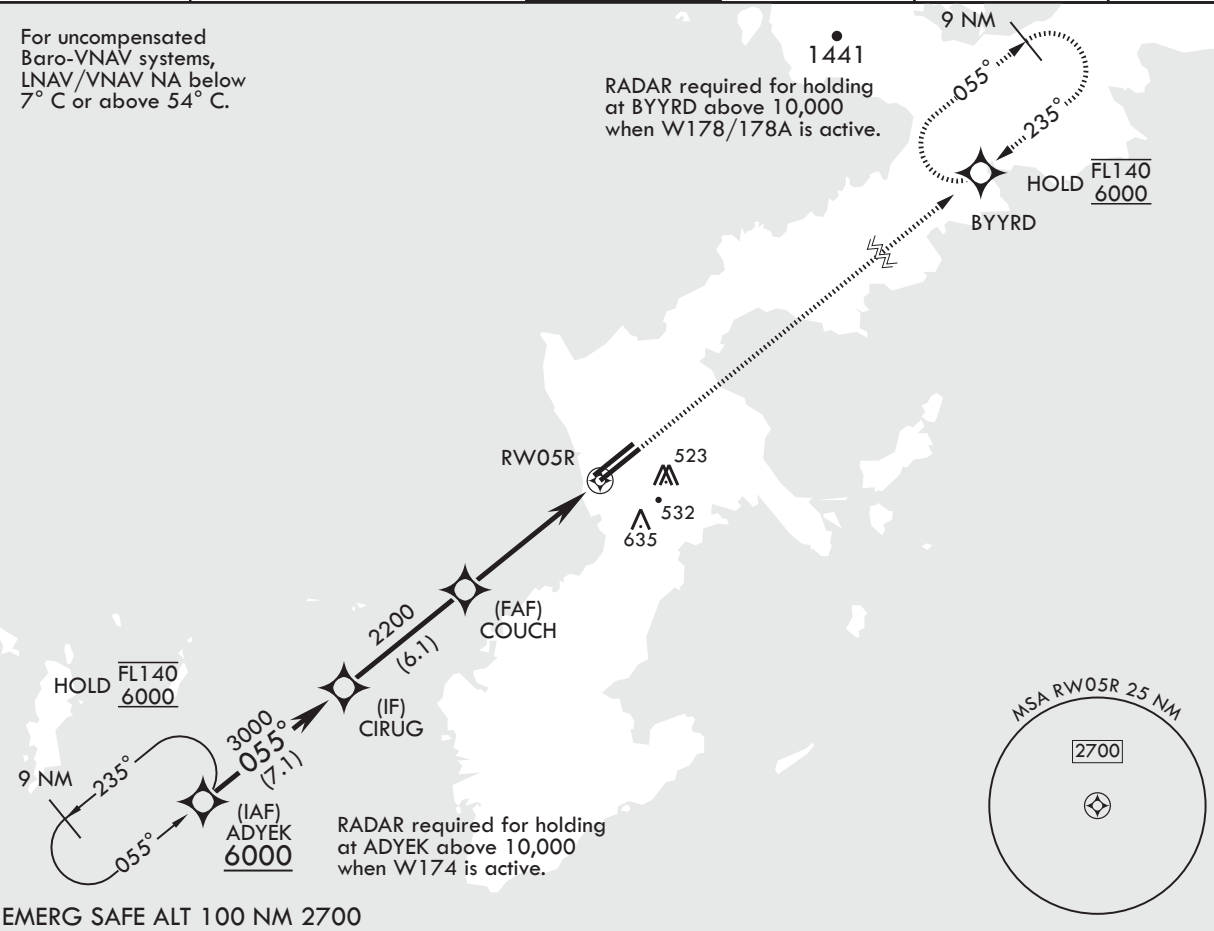 For uncompensated
Baro-VNAV systems,
LNAV/VNAV NA below
7° C or above 54° C.
1441
RADAR required for holding
at BYYRD above 10,000
when W178/178A is active.
9 NM
055°
235°
HOLD FL140
6000
BYYRD
RW05R
523
532
635
(FAF)
COUCH
2200
(6.1)
(IF)
CIRUG
HOLD FL140
6000
3000
055°
(7.1)
9 NM
235°
055°
(IAF)
ADYEK
6000
RADAR required for holding
at ADYEK above 10,000
when W174 is active.
MSA RW05R 25 NM
2700
EMERG SAFE ALT 100 NM 2700